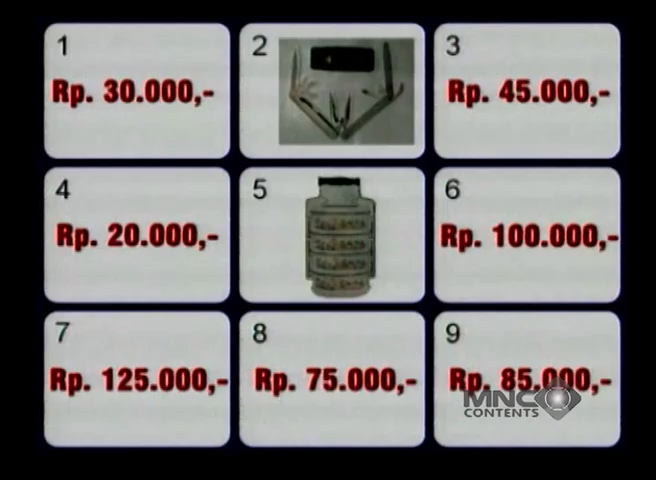 1
Rp. 30.000,-
2
3
Rp. 45.000,-
4
Rp. 20.000,-
5
6
Rp. 100.000,-
7
Rp. 125.000,-
8
Rp. 75.000,-
9
Rp. 85.000,-
MNC
CONTENTS